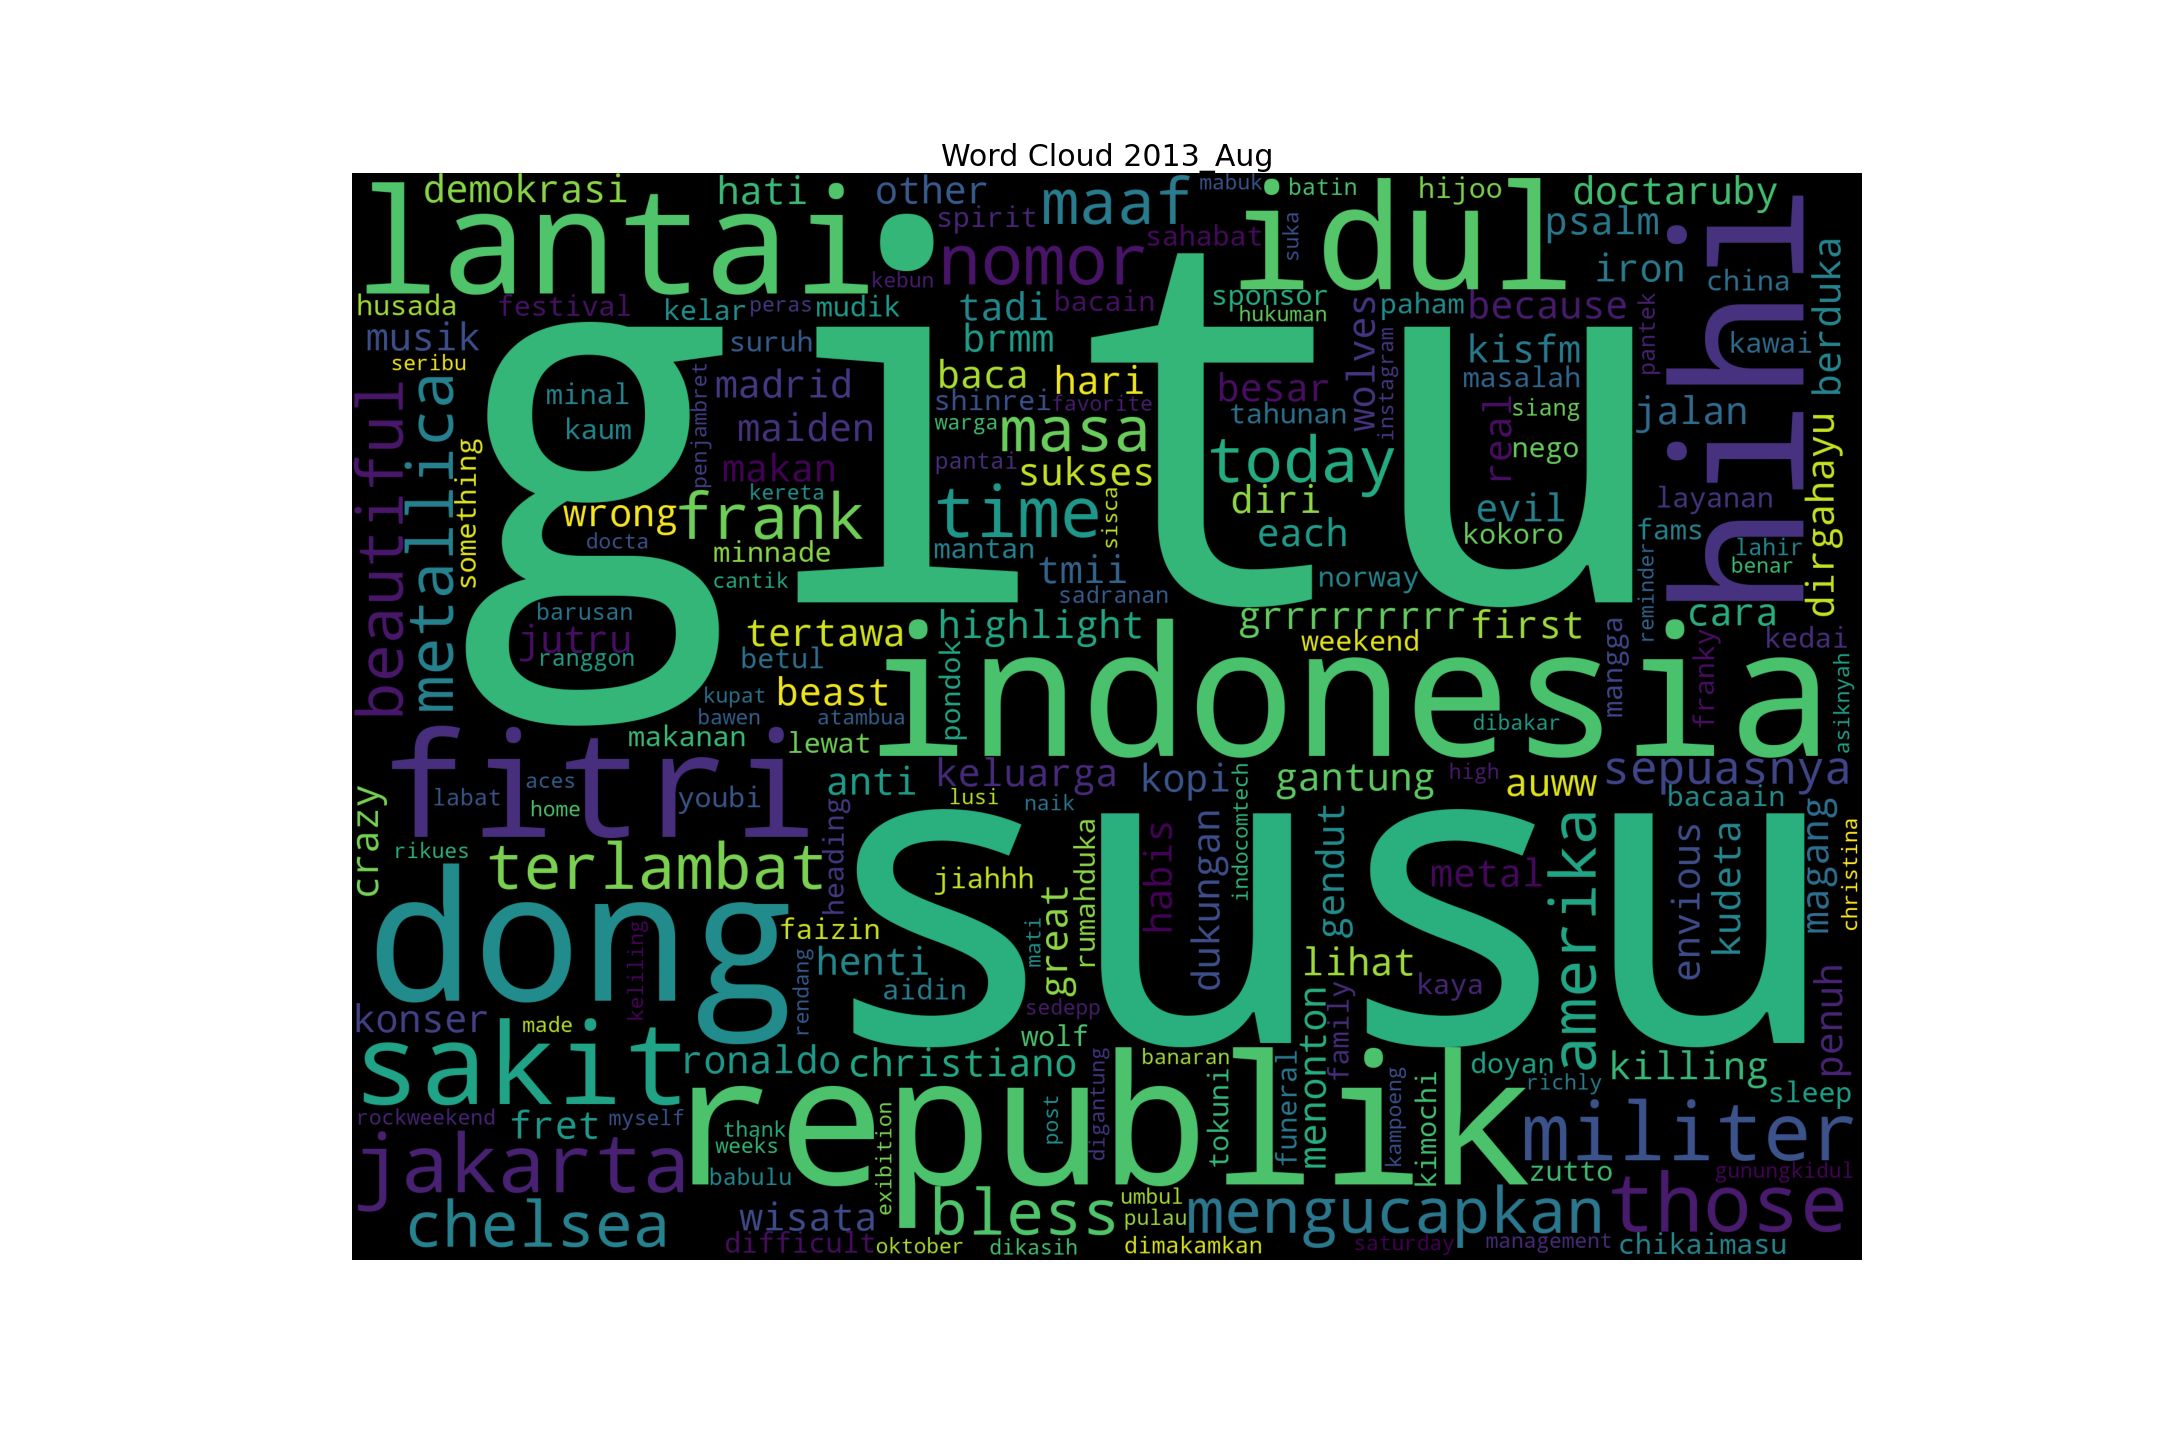 Word Cloud 2013_Aug
demokrasi
hati
other
maaf
mabuk
batin
hijoo
doctaruby
lantai
spirit
idul
psalm
nomor
sahabat
suka
hihihi
berduka
iron
china
kebun
husada
festival
kelar
peras
mudik
tadi
bacain
sponsor
hukuman
wolves
paham
because
pantek
musik
suruh
brmm
kisfm
kawai
seribu
gitu
minal
madrid
baca
hari
besar
masalah
metallica
beautiful
kaum
penjambret
maiden
shinrei
favorite
tahunan
instagram
real
siang
jalan
warga
masa
today
nego
dirgahayu
something
makan
pantai
sukses
kereta
diri
evil
layanan
wrong
frank
time
sisca
each
kokoro
fams
docta
minnade
mantan
lahir
cantik
tmii
norway
reminder
benar
barusan
sadranan
jutru
tertawa
highlight
grrrrrrrrr
first
cara
ranggon
betul
weekend
mangga
franky
kedai
kupat
beast
pondok
indonesia
asiknyah
bawen
atambua
dibakar
makanan
lewat
fitri
aces
anti
keluarga
kopi
gantung
high
auww
sepuasnya
labat
home
youbi
lusi
naik
bacaain
crazy
heading
indocomtech
susu
rikues
terlambat
jiahhh
rumahduka
habis
dukungan
gendut
metal
amerika
envious
kudeta
magang
christina
dong
great
faizin
keliling
rendang
henti
mati
lihat
aidin
kaya
penuh
konser
made
sedepp
menonton
family
sakit
wolf
ronaldo
christiano
banaran
doyan
killing
republik
richly
sleep
rockweekend
fret
myself
digantung
funeral
kampoeng
kimochi
militer
thank
post
tokuni
weeks
exibition
jakarta
babulu
zutto
gunungkidul
chelsea
wisata
bless
umbul
pulau
mengucapkan
those
difficult
oktober
dikasih
dimakamkan
saturday
management
chikaimasu